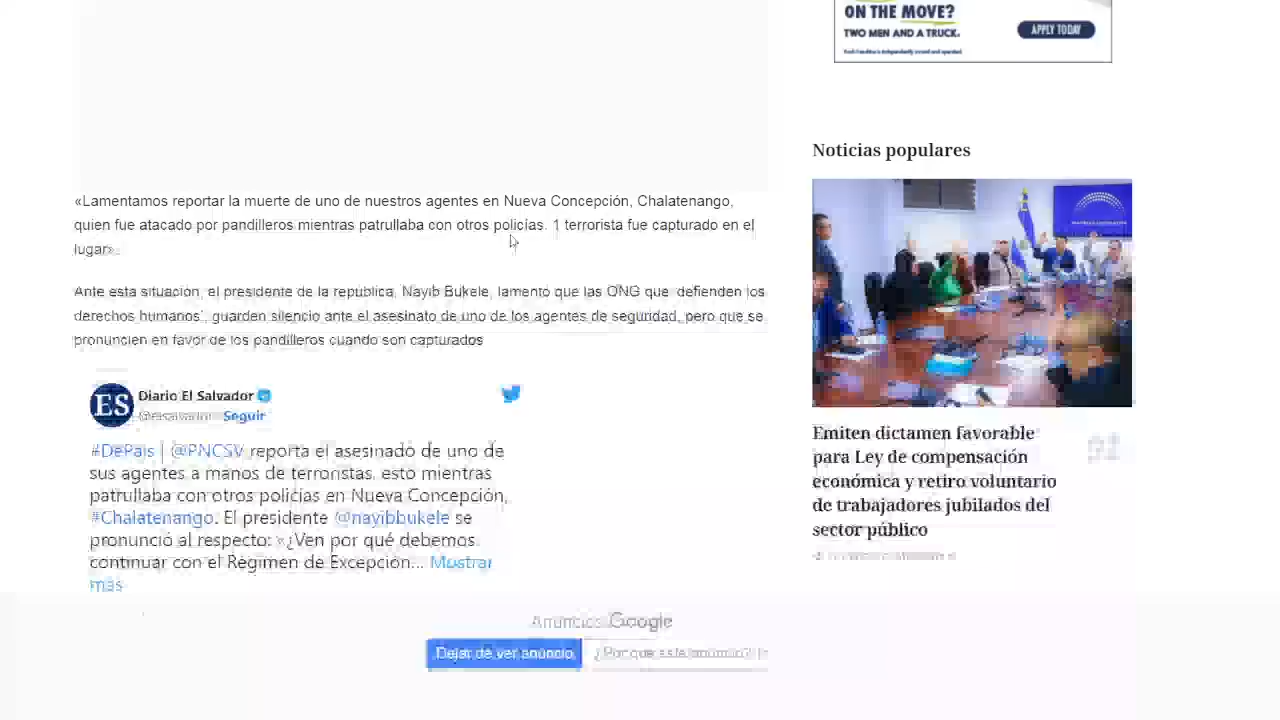 ON THE MOVE?
TWO MEN AND A TRUCK.
APPLY TODAY
Noticias populares
«Lamentamos reportar la muerte de uno de nuestros agentes en Nueva Concepción, Chalatenango,
quien fue atacado por pandilleros mientras patrullaba con otros policías. 1 terrorista fue capturado en el
lugar».
Ante esta situación, el presidente de la república, Nayib Bukele, lamentó que las ONG que ¨defienden los
derechos humanos¨, guarden silencio ante el asesinato de uno de los agentes de seguridad, pero que se
pronuncien en favor de los pandilleros cuando son capturados
ES
Diario El Salvador
@elsalvador Seguir
#DePaís | @PNCSV reporta el asesinado de uno de
sus agentes a manos de terroristas, esto mientras
patrullaba con otros policías en Nueva Concepción,
#Chalatenango. El presidente @nayibbukele se
pronunció al respecto: «¿Ven por qué debemos
continuar con el Régimen de Excepción... Mostrar
más
Emiten dictamen favorable
para Ley de compensación
económica y retiro voluntario
de trabajadores jubilados del
sector público
Anuncios Google
Dejar de ver anuncio
¿Por qué este anuncio?